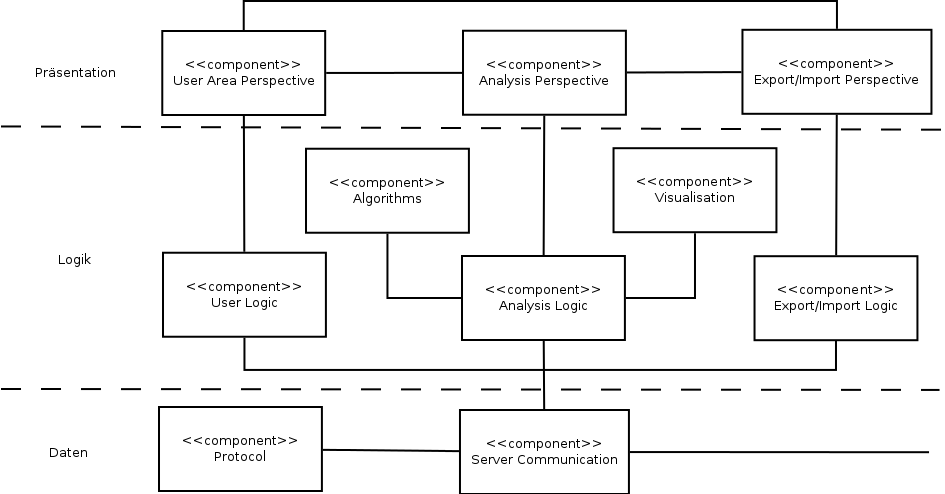 Präsentation
<<component>>
User Area Perspective
<<component>>
Analysis Perspective
<<component>>
Export/Import Perspective
Logik
<<component>>
Algorithms
<<component>>
Visualisation
<<component>>
User Logic
<<component>>
Analysis Logic
<<component>>
Export/Import Logic
Daten
<<component>>
Protocol
<<component>>
Server Communication